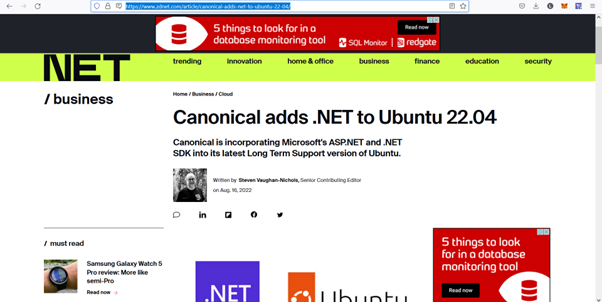 https://www.zdnet.com/article/canonical-adds-net-to-ubuntu-22-04/
5 things to look for in a
database monitoring tool
Read now
SQL Monitor
redgate
NET
trending
innovation
home & office
business
finance
education
security
/ business
Home / Business / Cloud
Canonical adds .NET to Ubuntu 22.04
Canonical is incorporating Microsoft's ASP.NET and .NET
SDK into its latest Long Term Support version of Ubuntu.
Written by Steven Vaughan-Nichols, Senior Contributing Editor
on Aug. 16, 2022
/ must read
Samsung Galaxy Watch 5
Pro review: More like
semi-Pro
Read now
5 things to look
for in a database
monitoring tool
Read now
.NET
Ubuntu